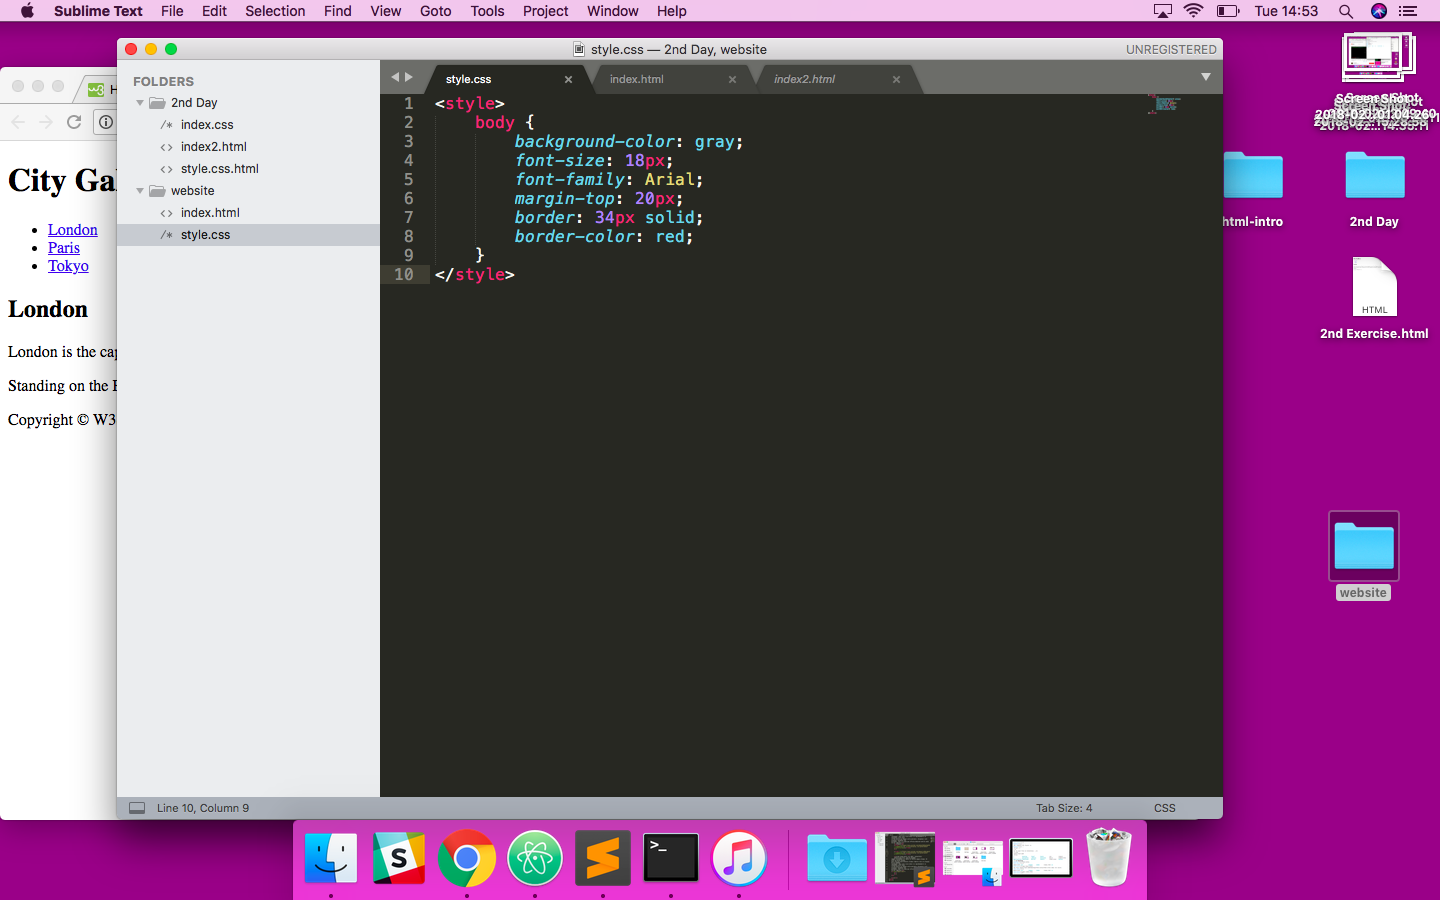 Sublime Text File Edit Selection Find View Goto Tools Project Window Help Tue 14:53
style.css — 2nd Day, website UNREGISTERED
FOLDERS
2nd Day
/* index.css
<> index2.html
<> style.css.html
website
<> index.html
/* style.css
style.css × index.html × index2.html ×
1 <style>
2 body {
3 background-color: gray;
4 font-size: 18px;
5 font-family: Arial;
6 margin-top: 20px;
7 border: 34px solid;
8 border-color: red;
9 }
10 </style>
Line 10, Column 9 Tab Size: 4 CSS
w3 H
City Gal
London
Paris
Tokyo
London
London is the cap
Standing on the
Copyright © W3
Screen Shot
html-intro
2nd Day
HTML
2nd Exercise.html
website
S
>_